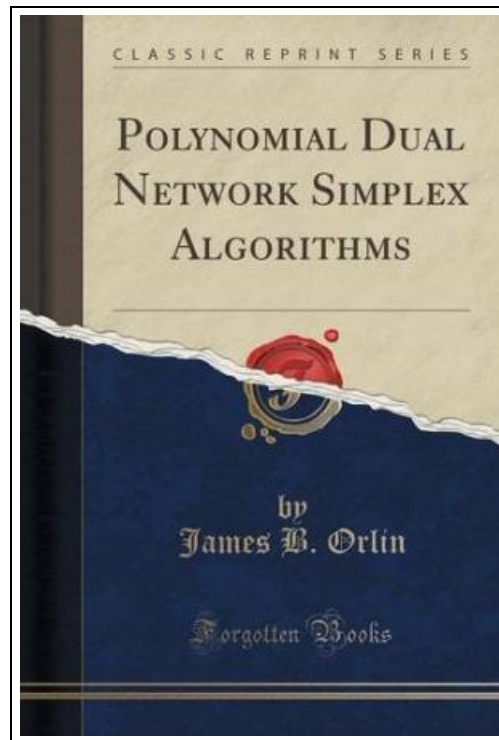 CLASSIC REPRINT SERIES
POLYNOMIAL DUAL
NETWORK SIMPLEX
ALGORITHMS
by
James B. Orlin
Forgotten Books